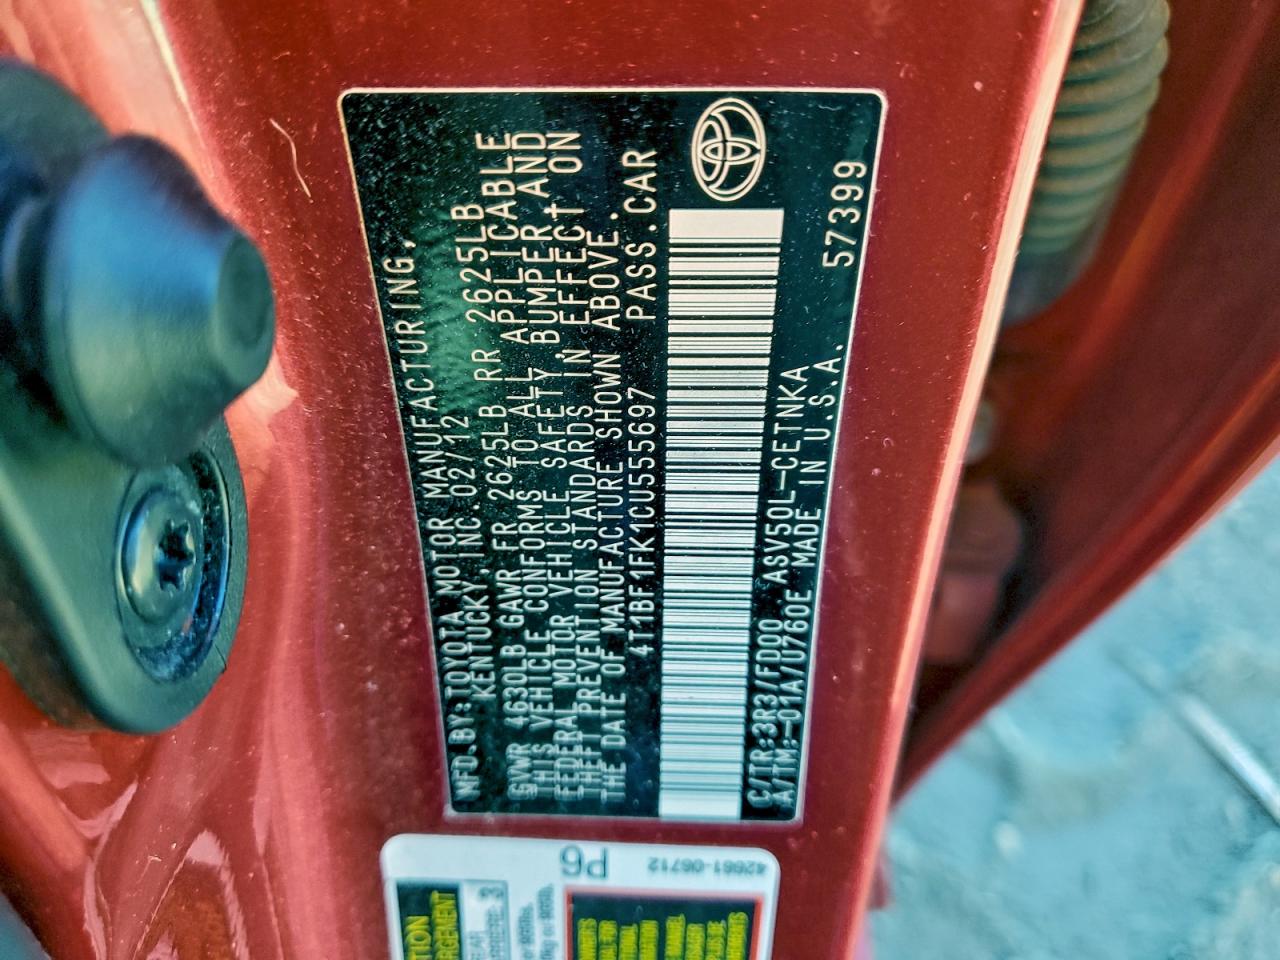 MFD.BY:TOYOTA MOTOR MANUFACTURING,
KENTUCKY,INC.02/12
GVWR 4630LB GAWR FR 2625LB RR 2625LB
THIS VEHICLE CONFORMS TO ALL APPLICABLE
FEDERAL MOTOR VEHICLE SAFETY,BUMPER AND
THEFT PREVENTION STANDARDS IN EFFECT ON
THE DATE OF MANUFACTURE SHOWN ABOVE.
4T1BF1FK1CU555697 PASS.CAR
C/TR:3R3/FD00 ASV50L-CETNKA
A/TM:-01A/U760E MADE IN U.S.A.
57399
P6
42661-06712